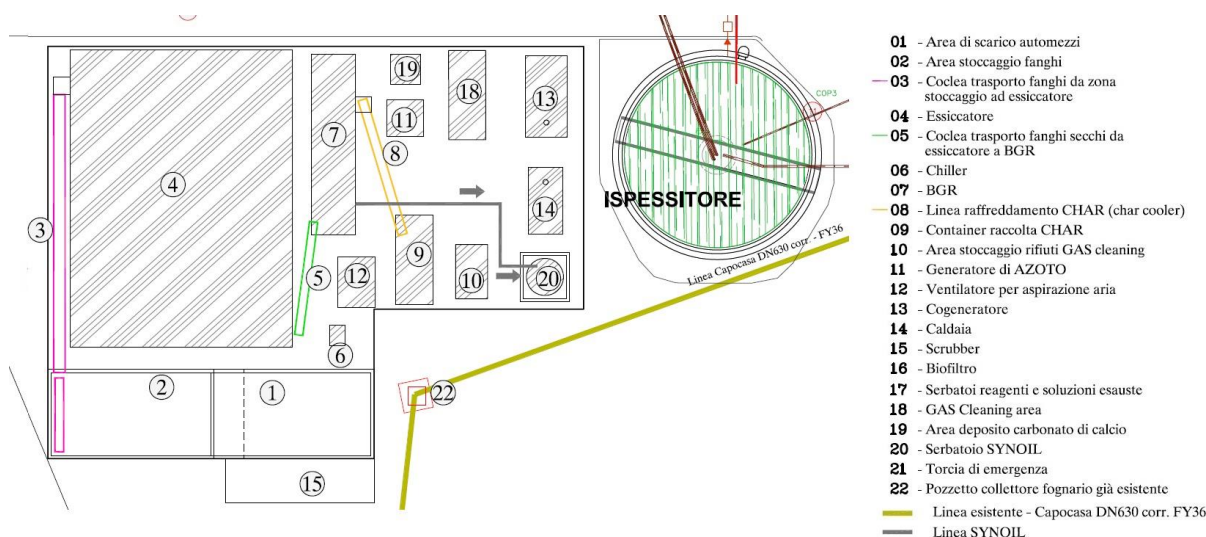 19
18
13
11
7
8
4
14
3
9
5
12
10
20
6
2
1
22
15
COP3
ISPESSITORE
Linea Capocasa DN630 corr. - FY36
01 - Area di scarico automezzi
02 - Area stoccaggio fanghi
03 - Coclea trasporto fanghi da zona
stoccaggio ad essiccatore
04 - Essiccatore
05 - Coclea trasporto fanghi secchi da
essiccatore a BGR
06 - Chiller
07 - BGR
08 - Linea raffreddamento CHAR (char cooler)
09 - Container raccolta CHAR
10 - Area stoccaggio rifiuti GAS cleaning
11 - Generatore di AZOTO
12 - Ventilatore per aspirazione aria
13 - Cogeneratore
14 - Caldaia
15 - Scrubber
16 - Biofiltro
17 - Serbatoi reagenti e soluzioni esauste
18 - GAS Cleaning area
19 - Area deposito carbonato di calcio
20 - Serbatoio SYNOIL
21 - Torcia di emergenza
22 - Pozzetto collettore fognario già esistente
Linea esistente - Capocasa DN630 corr. FY36
Linea SYNOIL